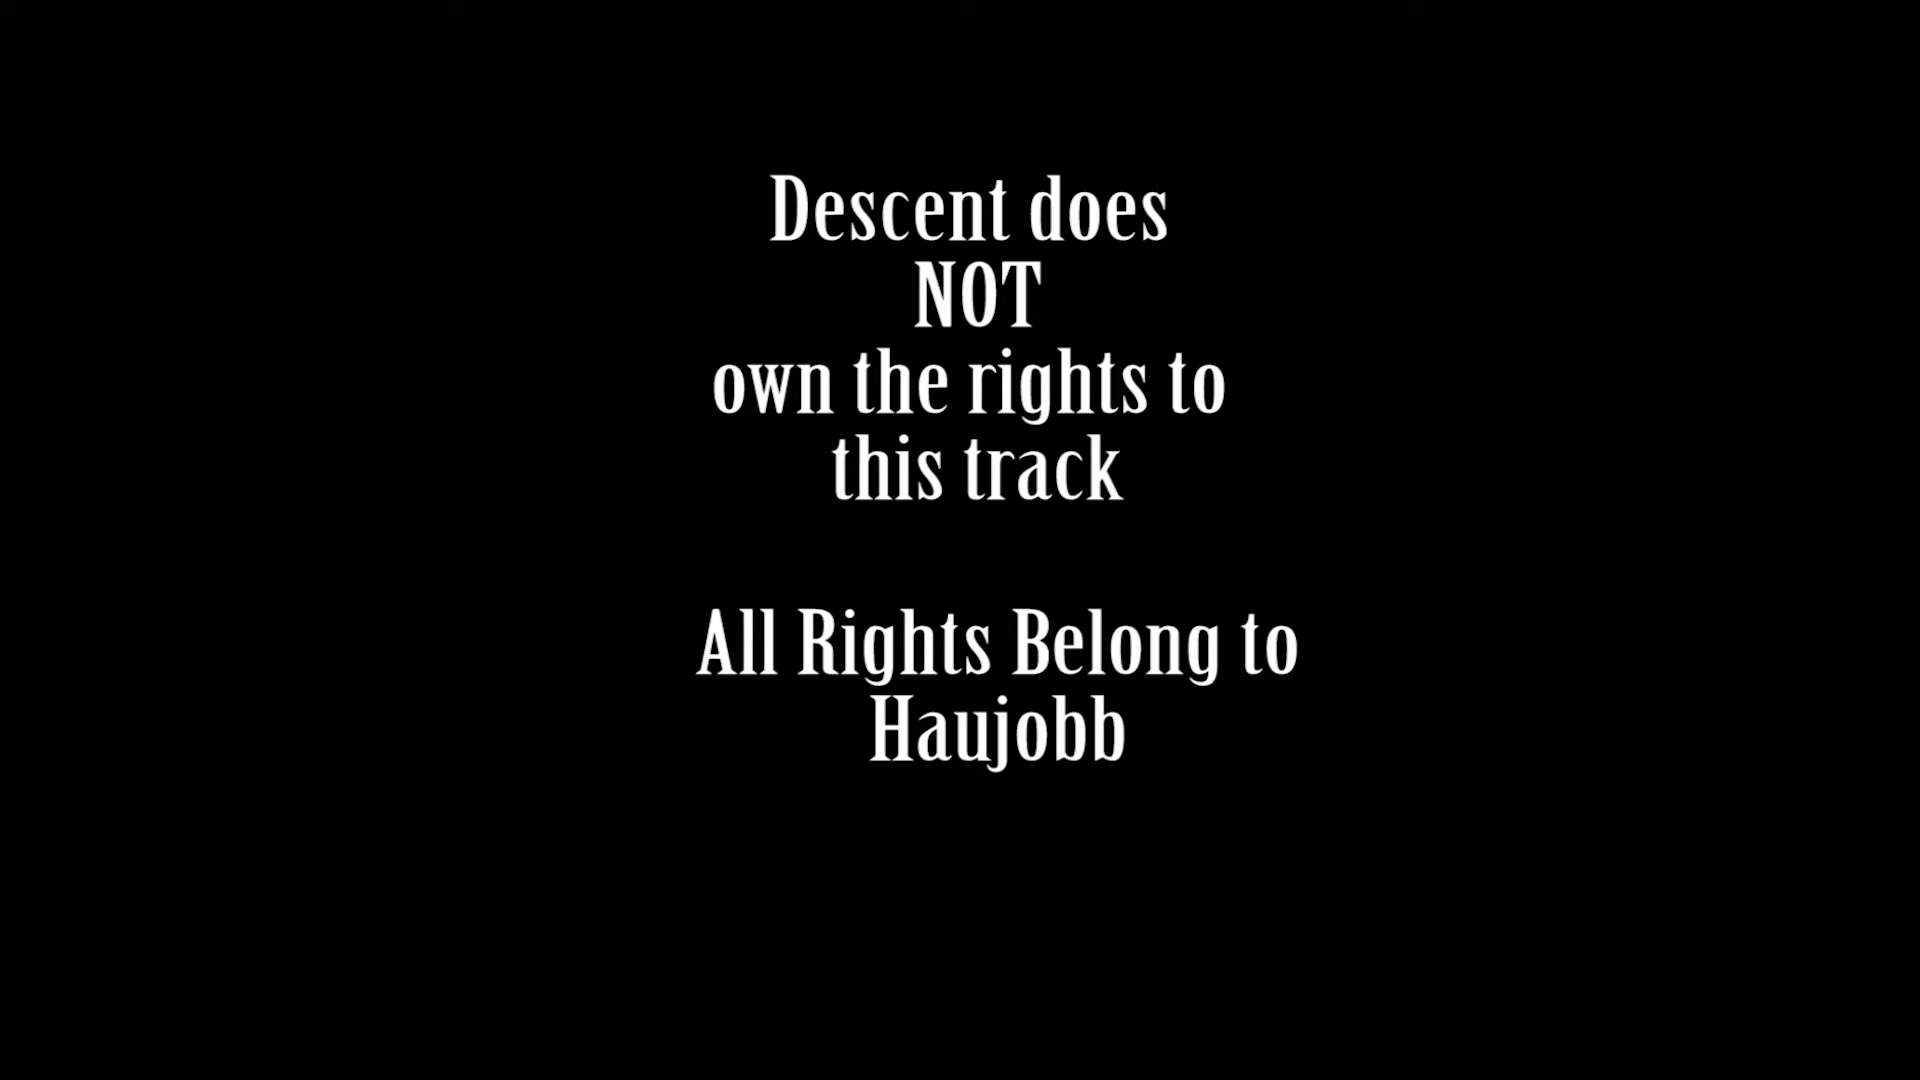 Descent does
NOT
own the rights to
this track
All Rights Belong to
Haujobb